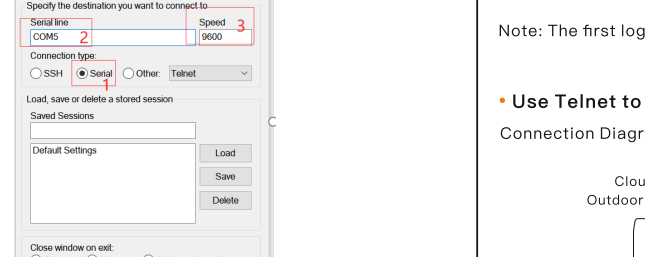 Specify the destination you want to connect to
Serial line
Speed
COM5
2
9600
3
Connection type:
SSH
Serial
Other:
Telnet
1
Load, save or delete a stored session
Saved Sessions
Default Settings
Load
Save
Delete
Close window on exit:
Note: The first log
• Use Telnet to
Connection Diagr
Clou
Outdoor